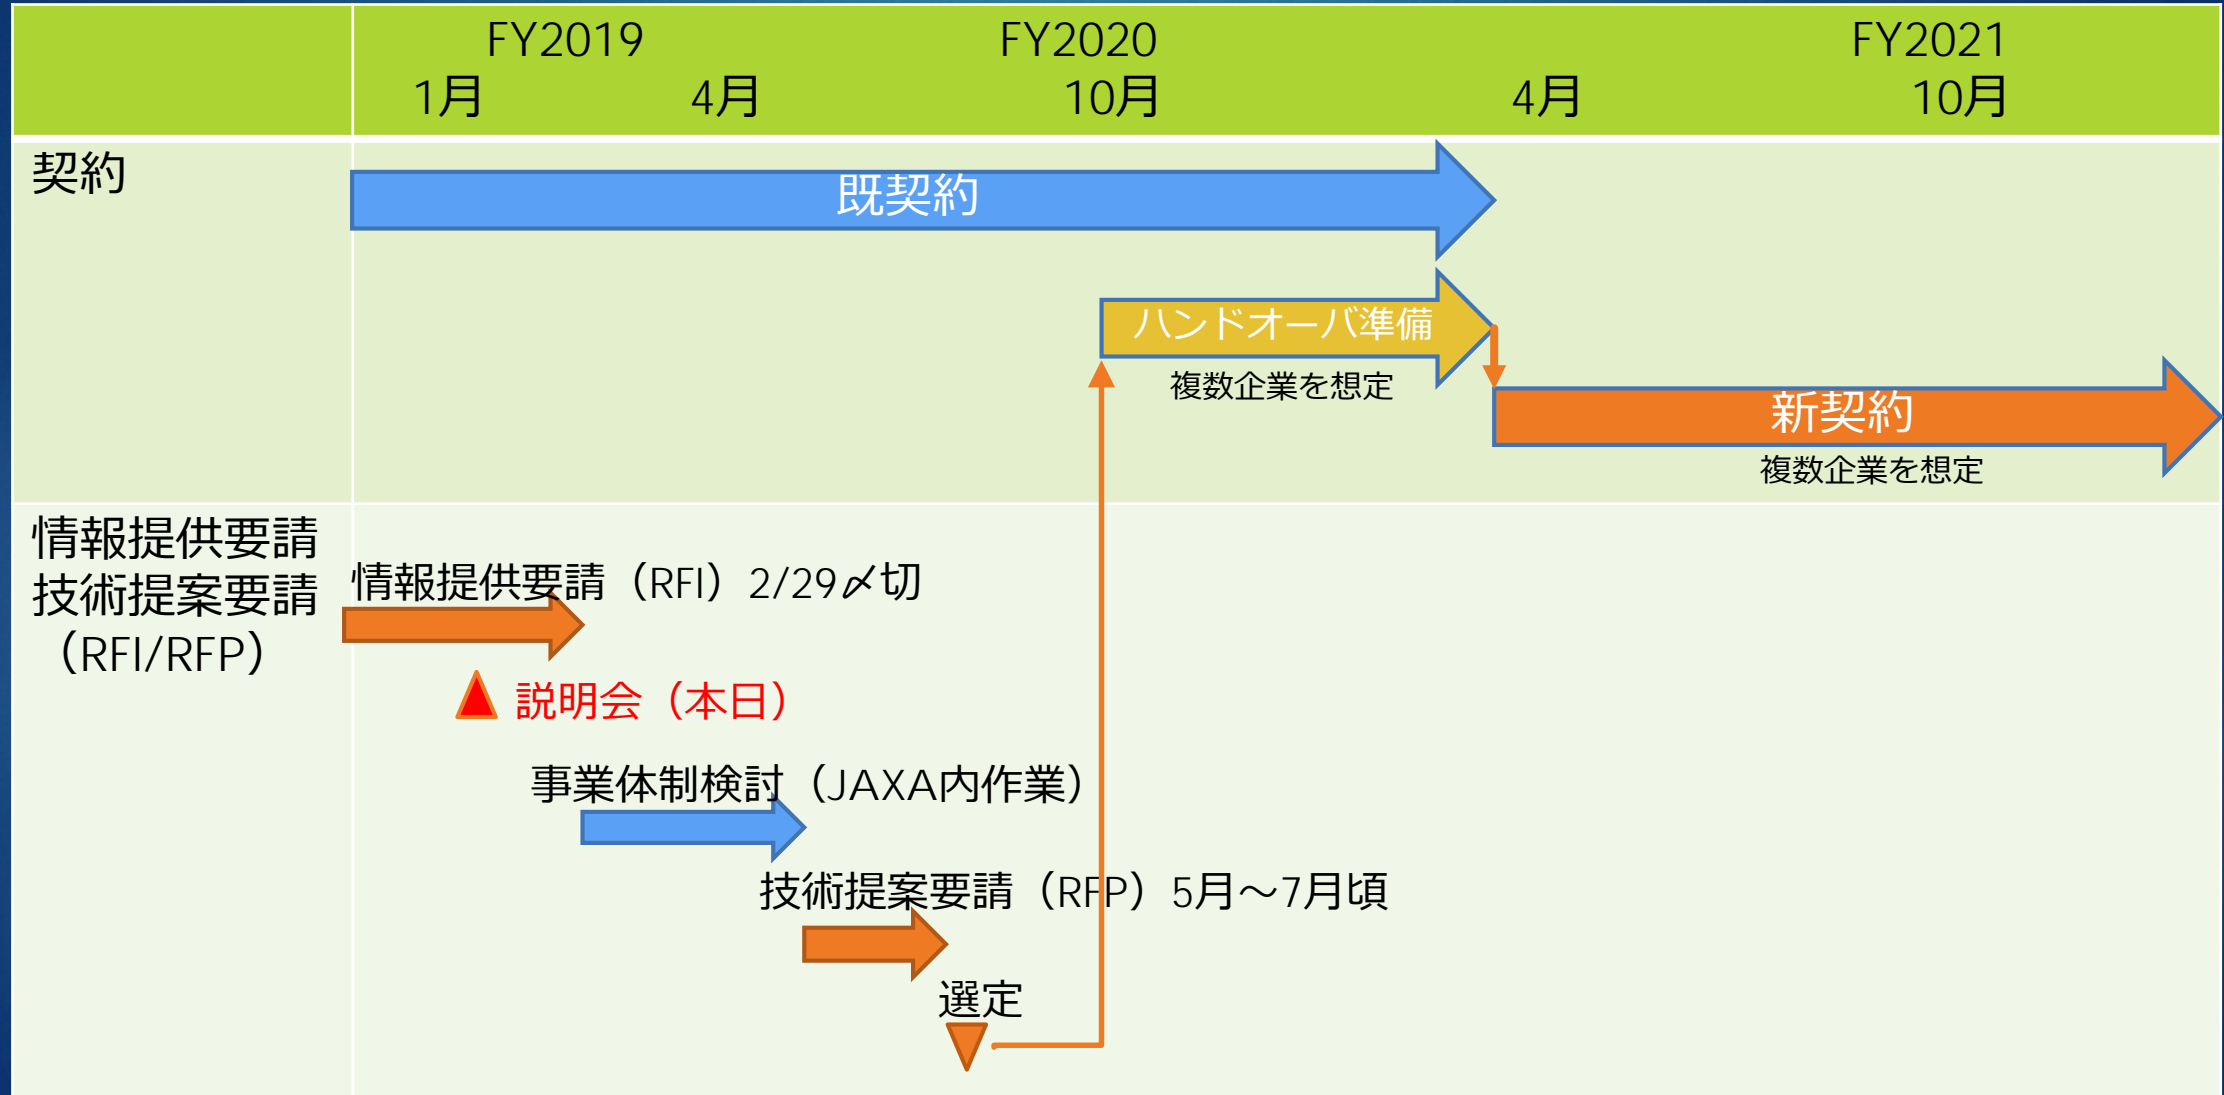 FY2019 FY2020 FY2021
1月 4月 10月 4月 10月
契約
既契約
ハンドオーバ準備
複数企業を想定
新契約
複数企業を想定
情報提供要請
技術提案要請
（RFI/RFP）
情報提供要請（RFI）2/29〆切
説明会（本日）
事業体制検討（JAXA内作業）
技術提案要請（RFP）5月～7月頃
選定